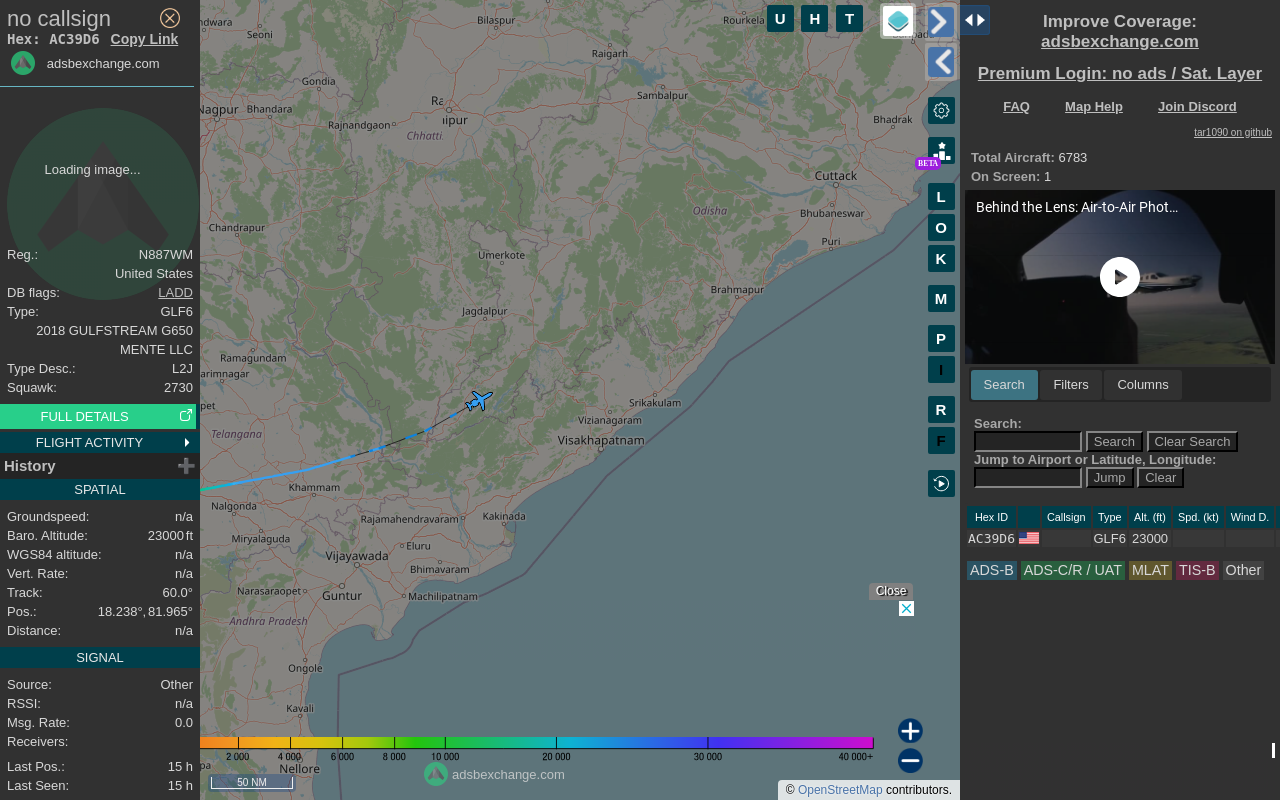 no callsign
Hex: AC39D6 Copy Link
adsbexchange.com
Loading image...
Reg.: N887WM
United States
DB flags: LADD
Type: GLF6
2018 GULFSTREAM G650
MENTE LLC
Type Desc.: L2J
Squawk: 2730
FULL DETAILS
FLIGHT ACTIVITY
History
SPATIAL
Groundspeed: n/a
Baro. Altitude: 23000 ft
WGS84 altitude: n/a
Vert. Rate: n/a
Track: 60.0°
Pos.: 18.238°, 81.965°
Distance: n/a
SIGNAL
Source: Other
RSSI: n/a
Msg. Rate: 0.0
Receivers:
Last Pos.: 15 h
Last Seen: 15 h
Bilaspur
Rourkela
Seoni
Raigarh
Gondia
Sambalpur
Nagpur
Bhandara
Rajnandgaon
Chhatti
Bhadrak
Cuttack
Odisha
Bhubaneswar
Chandrapur
Puri
Umerkote
Brahmapur
Jagdalpur
Ramagundam
arimnagar
pet
Srikakulam
Vizianagaram
Telangana
Visakhapatnam
Khammam
Nalgonda
Rajamahendravaram
Kakinada
Miryalaguda
Eluru
Vijayawada
Bhimavaram
Narasaraopet
Guntur
Machilipatnam
Andhra Pradesh
Ongole
Kavali
Nellore
U H T
BETA
L
O
K
M
P
I
R
F
Close
2 000 4 000 6 000 8 000 10 000 20 000 30 000 40 000+
50 NM
adsbexchange.com
© OpenStreetMap contributors.
Improve Coverage:
adsbexchange.com
Premium Login: no ads / Sat. Layer
FAQ Map Help Join Discord
tar1090 on github
Total Aircraft: 6783
On Screen: 1
Behind the Lens: Air-to-Air Phot...
Search Filters Columns
Search:
Search Clear Search
Jump to Airport or Latitude, Longitude:
Jump Clear
Hex ID Callsign Type Alt. (ft) Spd. (kt) Wind D.
AC39D6 GLF6 23000
ADS-B ADS-C/R / UAT MLAT TIS-B Other